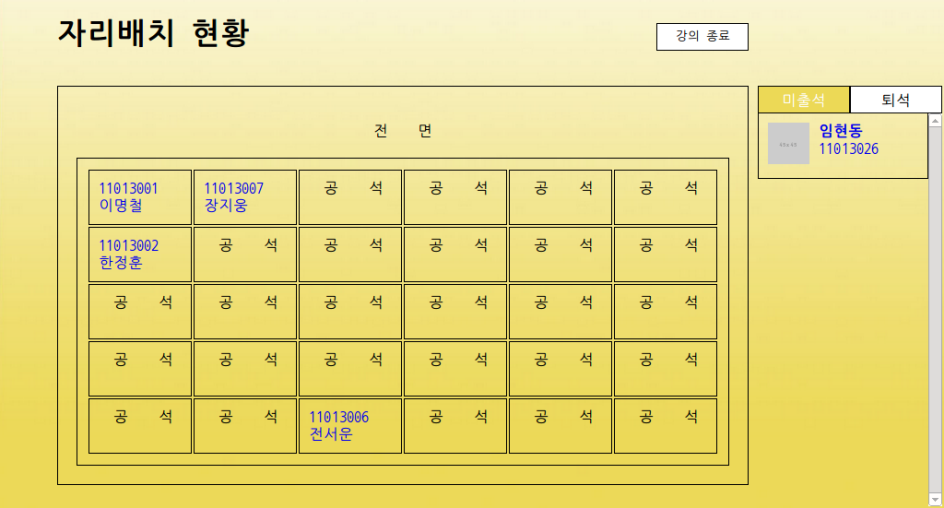 자리배치 현황
강의 종료
미출석 퇴석
전 면
임현동
11013026
11013001 11013007 공 석 공 석 공 석 공 석
이명철 장지웅
11013002 공 석 공 석 공 석 공 석 공 석
한정훈
공 석 공 석 공 석 공 석 공 석 공 석
공 석 공 석 공 석 공 석 공 석 공 석
공 석 공 석 11013006 공 석 공 석 공 석
전서운